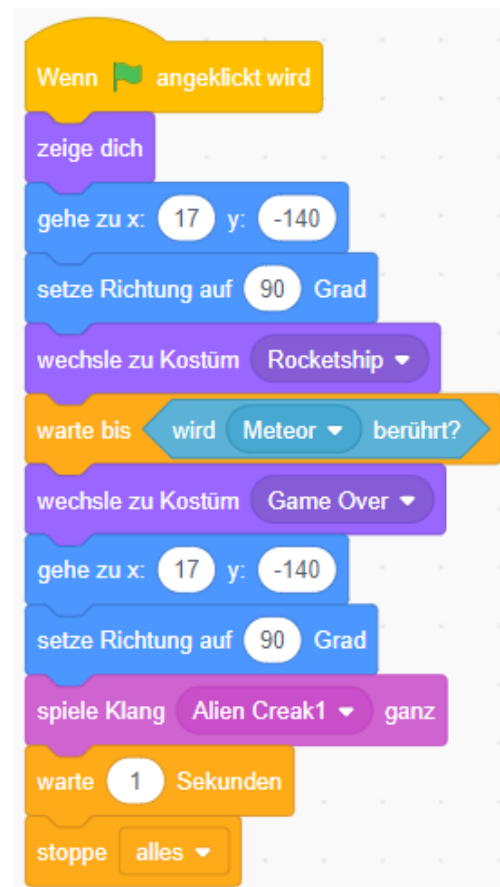 Wenn angeklickt wird
zeige dich
gehe zu x: 17 y: -140
setze Richtung auf 90 Grad
wechsle zu Kostüm Rocketship
warte bis wird Meteor berührt?
wechsle zu Kostüm Game Over
gehe zu x: 17 y: -140
setze Richtung auf 90 Grad
spiele Klang Alien Creak1 ganz
warte 1 Sekunden
stoppe alles